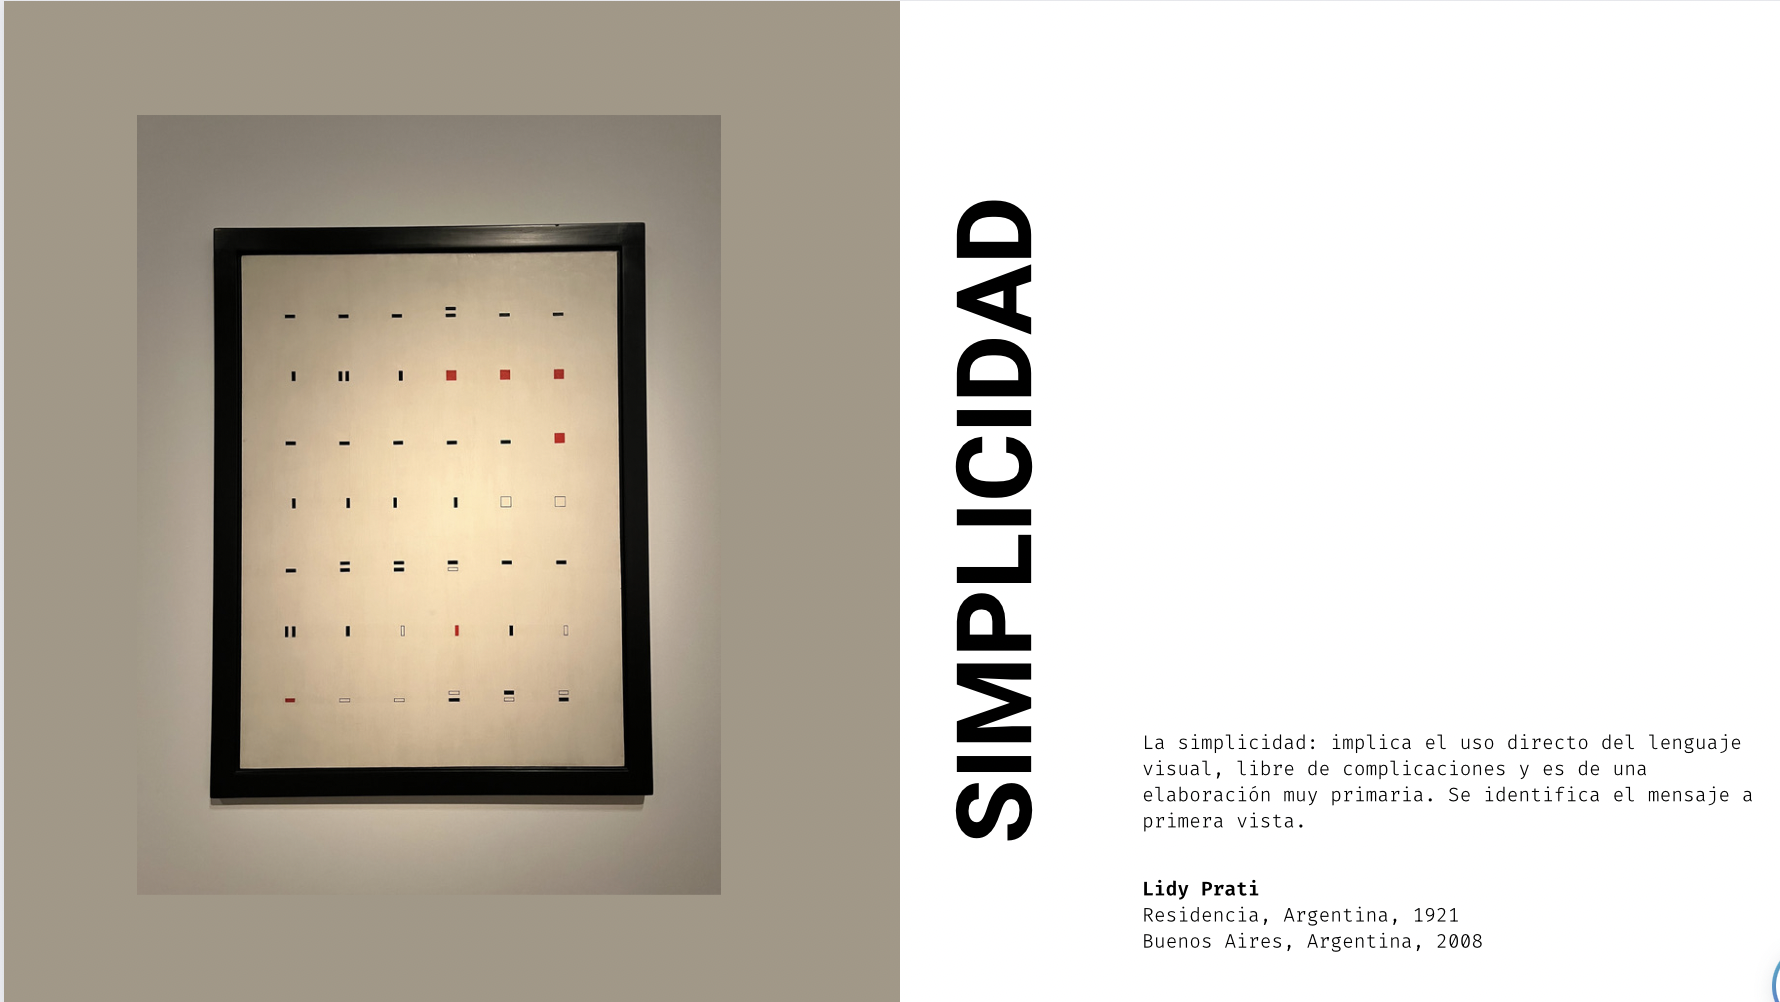 SIMPLICIDAD
La simplicidad: implica el uso directo del lenguaje
visual, libre de complicaciones y es de una
elaboración muy primaria. Se identifica el mensaje a
primera vista.
Lidy Prati
Residencia, Argentina, 1921
Buenos Aires, Argentina, 2008